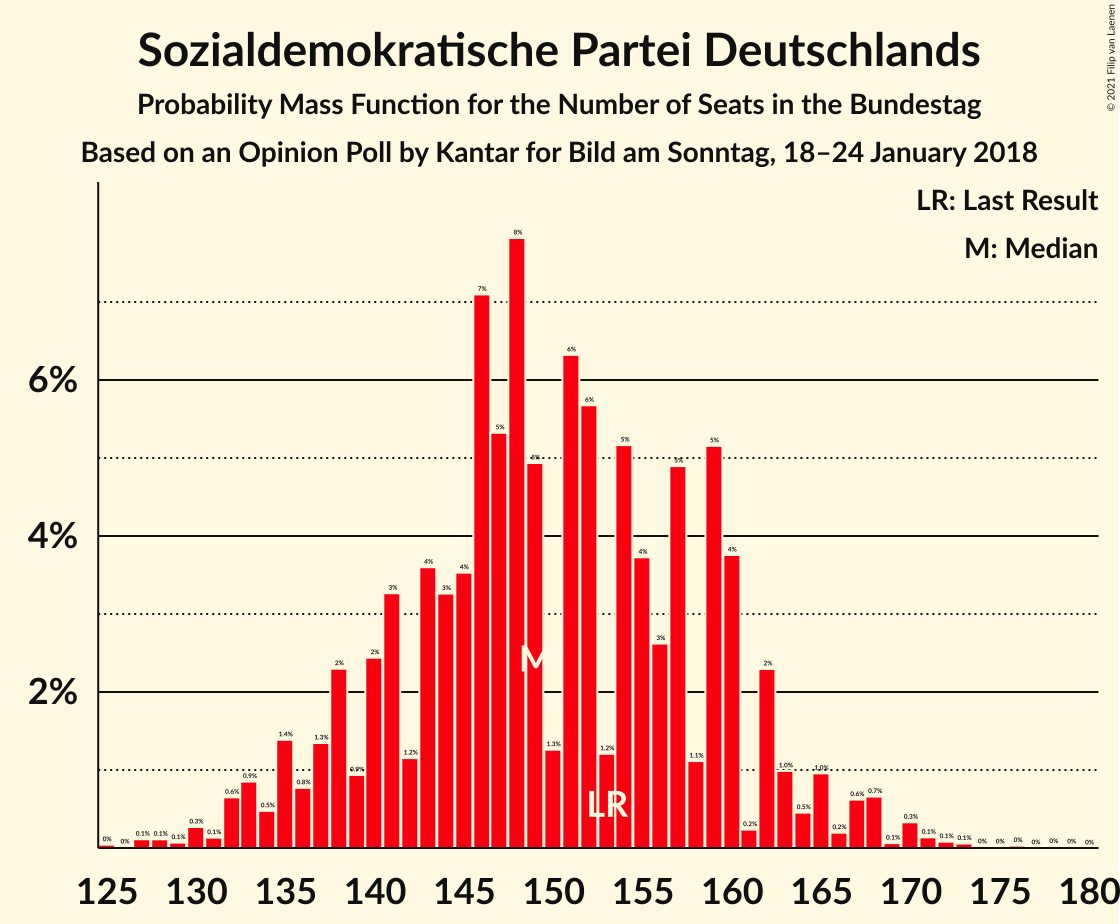 Sozialdemokratische Partei Deutschlands
Probability Mass Function for the Number of Seats in the Bundestag
Based on an Opinion Poll by Kantar for Bild am Sonntag, 18–24 January 2018
© 2021 Filip van Laenen
LR: Last Result
M: Median
6%
4%
2%
0% 0% 0.1% 0.1% 0.1% 0.3% 0.1% 0.6% 0.9% 0.5% 1.4% 0.8% 1.3% 2% 0.9% 2% 3% 1.2% 4% 3% 4% 7% 5% 8% 5% 1.3% 6% 6% 1.2% 5% 4% 3% 5% 1.1% 5% 4% 0.2% 2% 1.0% 0.5% 1.0% 0.2% 0.6% 0.7% 0.1% 0.3% 0.1% 0.1% 0.1% 0% 0% 0% 0% 0% 0% 0%
M
LR
125 130 135 140 145 150 155 160 165 170 175 180